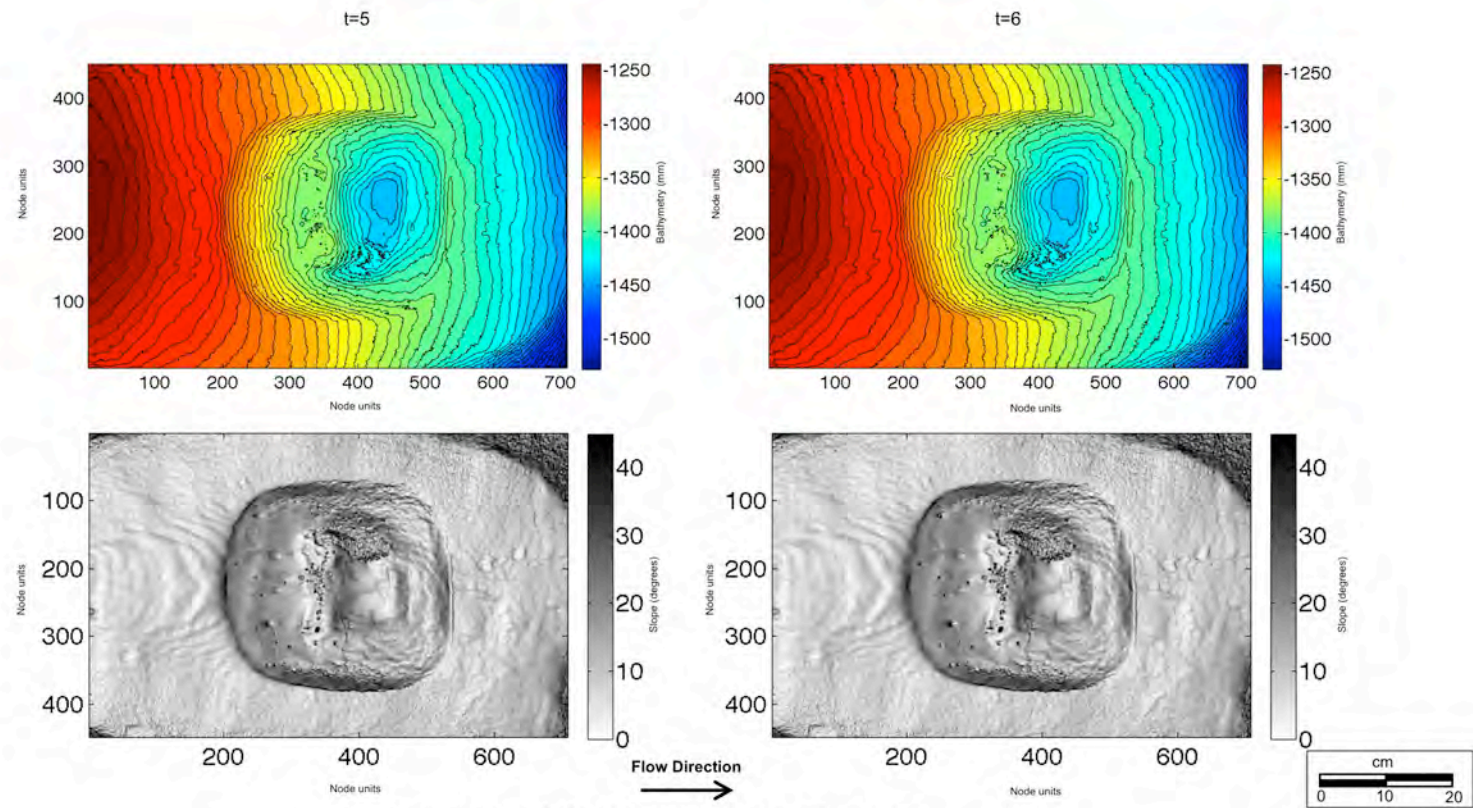 t=5
t=6
Node units
400
300
200
100
100 200 300 400 500 600 700
Node units
-1250
-1300
-1350
-1400
-1450
-1500
Bathymetry (mm)
Node units
400
300
200
100
100 200 300 400 500 600 700
Node units
-1250
-1300
-1350
-1400
-1450
-1500
Bathymetry (mm)
Node units
100
200
300
400
200 400 600
Node units
40
30
20
10
0
Slope (degrees)
Node units
100
200
300
400
200 400 600
Node units
40
30
20
10
0
Slope (degrees)
Flow Direction
cm
0 10 20